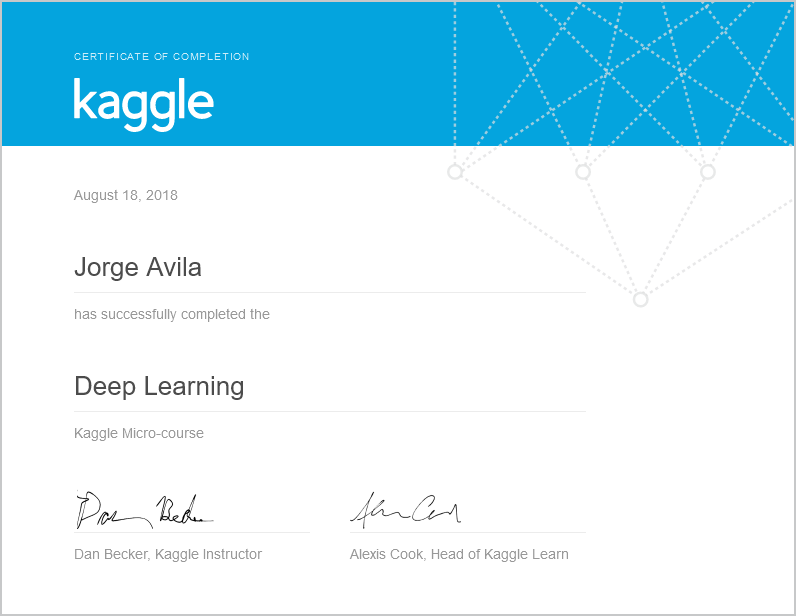 CERTIFICATE OF COMPLETION
kaggle
August 18, 2018
Jorge Avila
has successfully completed the
Deep Learning
Kaggle Micro-course
Dan Becker
Alexis Cook
Dan Becker, Kaggle Instructor
Alexis Cook, Head of Kaggle Learn